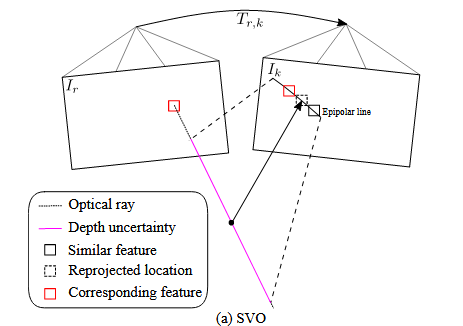 T_{r,k}
I_r
I_k
Epipolar line
Optical ray
Depth uncertainty
Similar feature
Reprojected location
Corresponding feature
(a) SVO